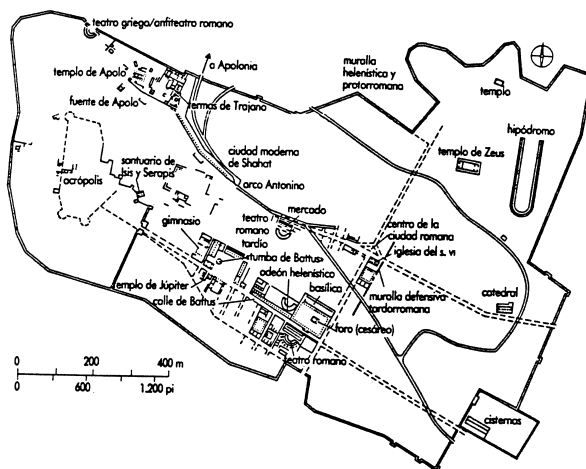 teatro griego/anfiteatro romano
a Apolonia
templo de Apolo
fuente de Apolo
termas de Trajano
muralla
helenística y
protorromana
templo
hipódromo
templo de Zeus
ciudad moderna
de Shahat
santuario de
Isis y Serapis
acrópolis
arco Antonino
mercado
gimnasio
teatro
romano
tardío
«tumba de Battus»
centro de la
ciudad romana
iglesia del s. VI
odeón helenístico
templo de Júpiter
calle de Battus
basílica
muralla defensiva
tardorromana
catedral
foro (cesáreo)
teatro romano
cisternas
0 200 400 m
0 600 1.200 pi